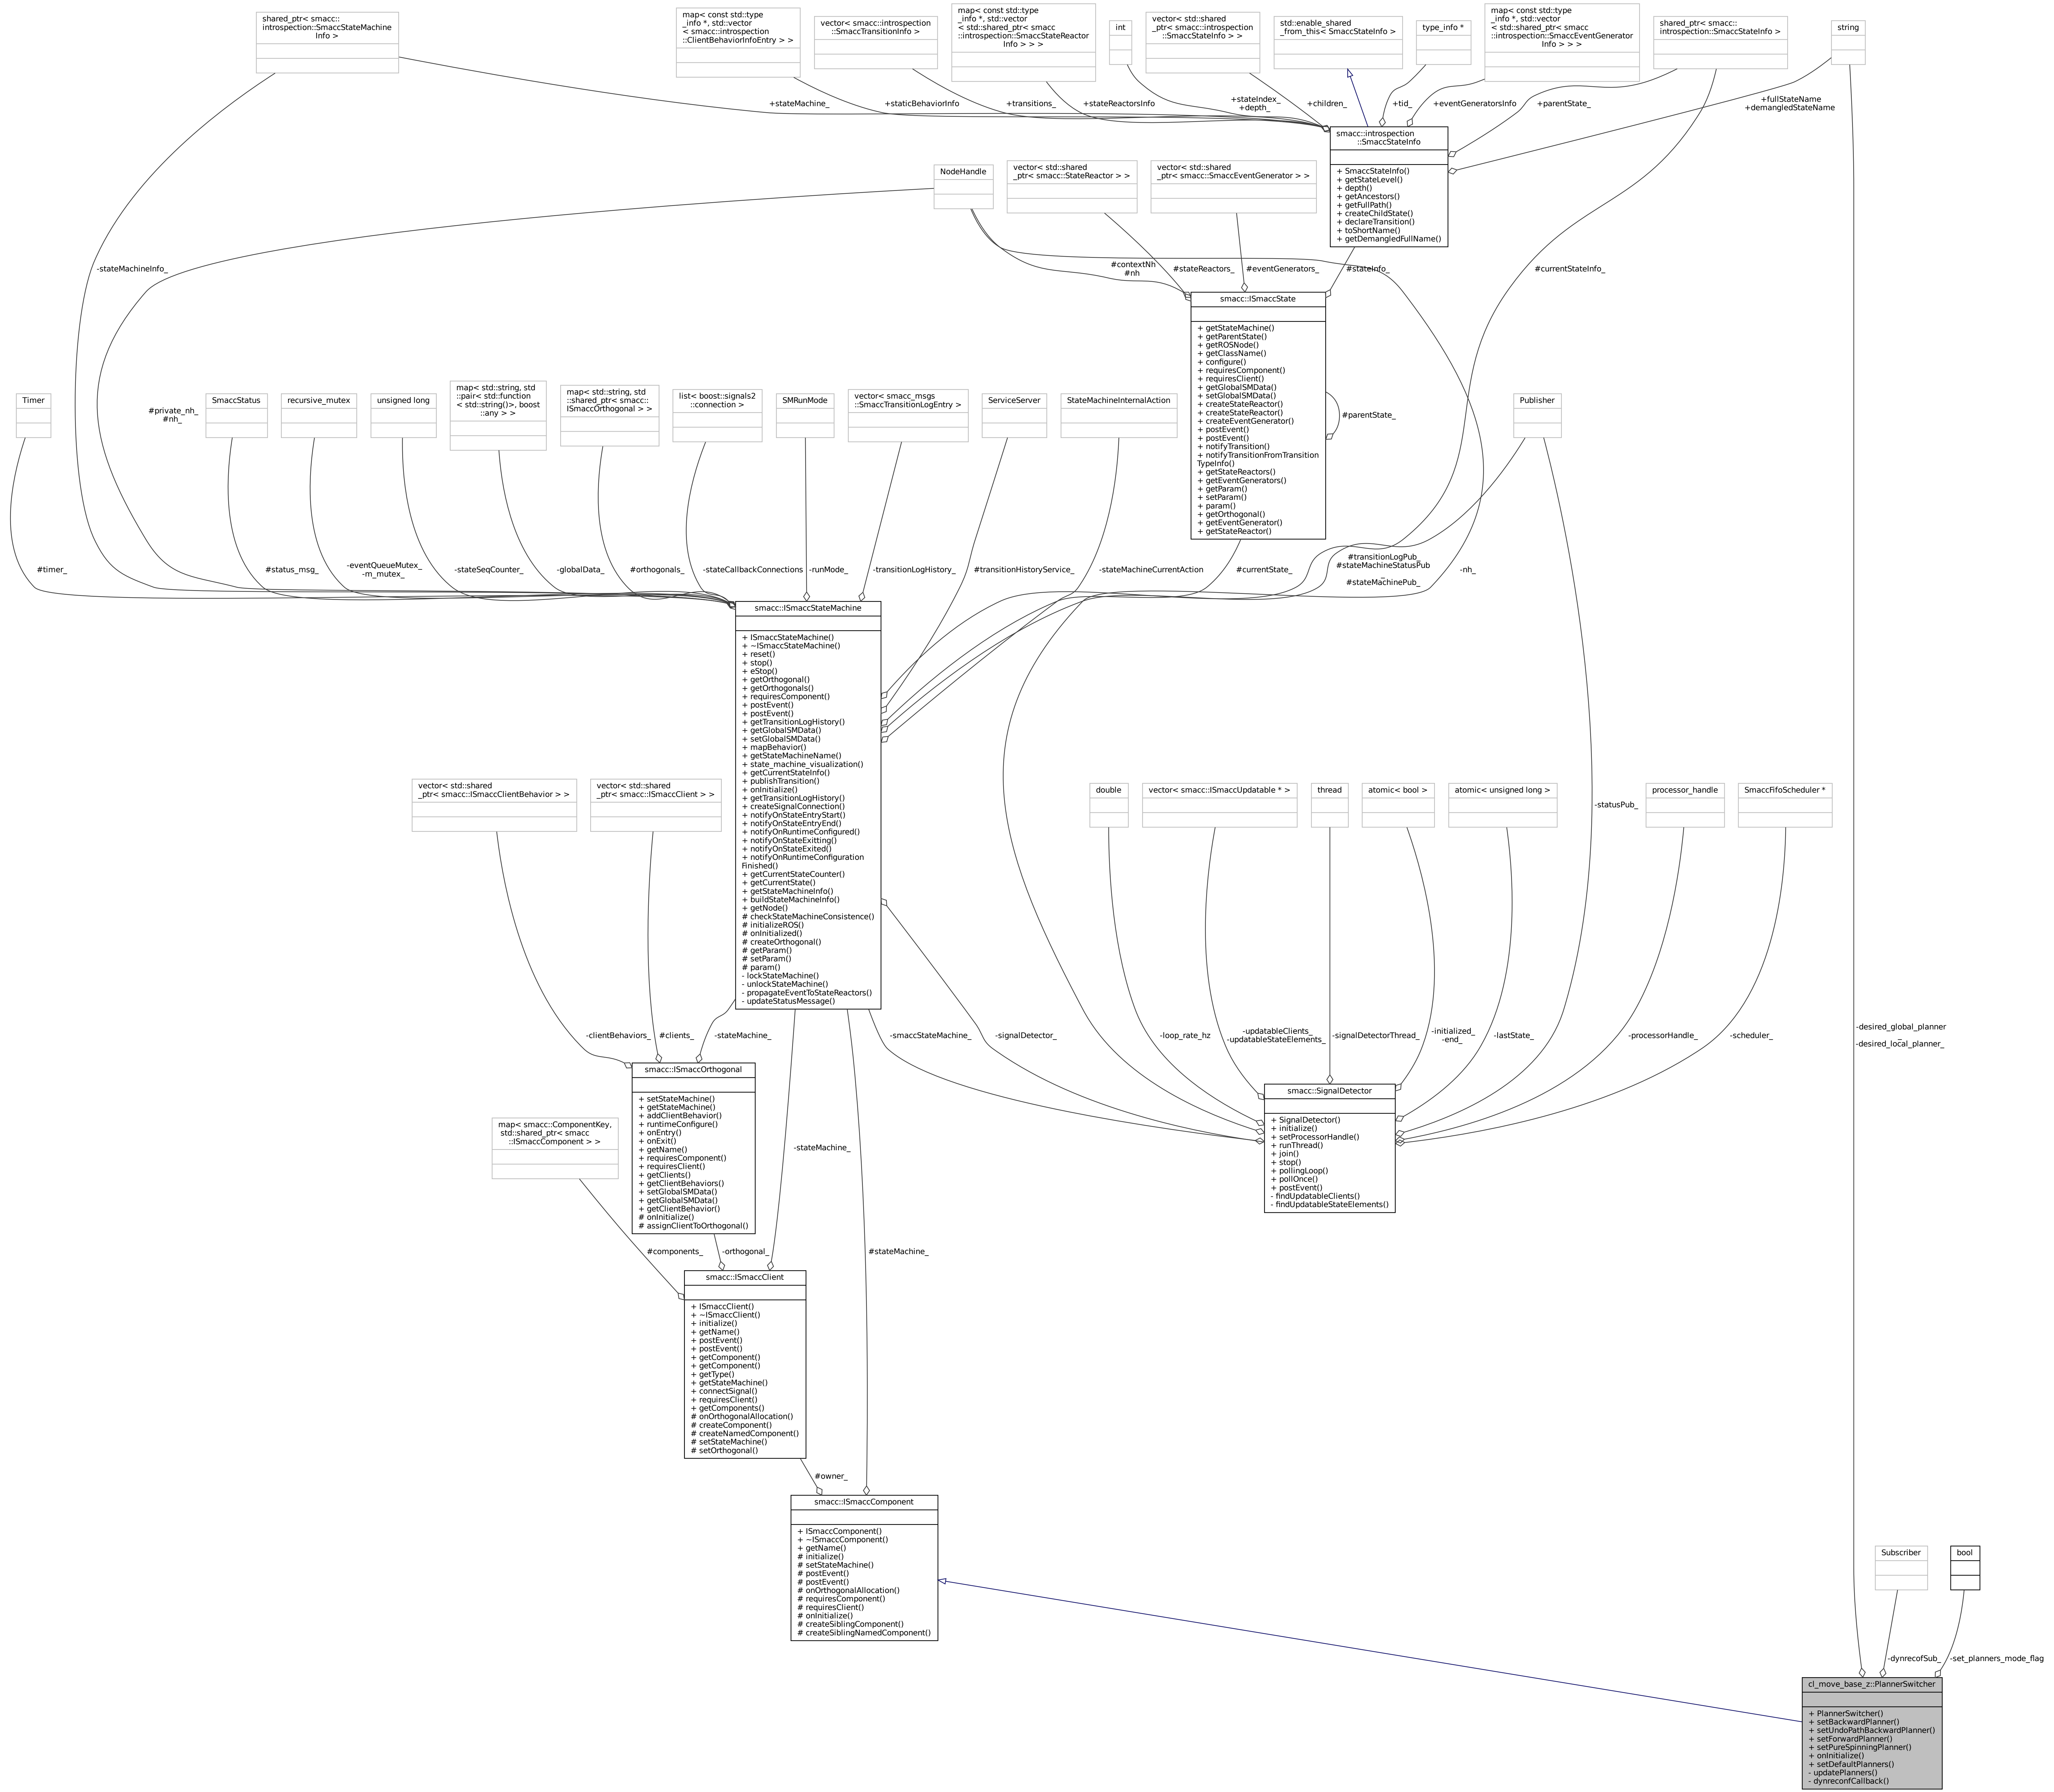 shared_ptr< smacc::
introspection::SmaccStateMachine
Info >
map< const std::type
_info *, std::vector
< smacc::introspection
::ClientBehaviorInfoEntry > >
vector< smacc::introspection
::SmaccTransitionInfo >
map< const std::type
_info *, std::vector
< std::shared_ptr< smacc
::introspection::SmaccStateReactor
Info > > >
int
vector< std::shared
_ptr< smacc::introspection
::SmaccStateInfo > >
std::enable_shared
_from_this< SmaccStateInfo >
type_info *
map< const std::type
_info *, std::vector
< std::shared_ptr< smacc
::introspection::SmaccEventGenerator
Info > > >
shared_ptr< smacc::
introspection::SmaccStateInfo >
string
+stateMachine_
+staticBehaviorInfo
+transitions_
+stateReactorsInfo
+stateIndex_
+depth_
+children_
+tid_
+eventGeneratorsInfo
+parentState_
+fullStateName
+demangledStateName
smacc::introspection
::SmaccStateInfo
+ SmaccStateInfo()
+ getStateLevel()
+ depth()
+ getAncestors()
+ getFullPath()
+ createChildState()
+ declareTransition()
+ toShortName()
+ getDemangledFullName()
NodeHandle
vector< std::shared
_ptr< smacc::StateReactor > >
vector< std::shared
_ptr< smacc::SmaccEventGenerator > >
-stateMachineInfo_
#contextNh
#nh
#stateReactors_
#eventGenerators_
#stateInfo_
#currentStateInfo_
smacc::ISmaccState
+ getStateMachine()
+ getParentState()
+ getROSNode()
+ getClassName()
+ configure()
+ requiresComponent()
+ requiresClient()
+ getGlobalSMData()
+ setGlobalSMData()
+ createStateReactor()
+ createStateReactor()
+ createEventGenerator()
+ postEvent()
+ postEvent()
+ notifyTransition()
+ notifyTransitionFromTransition
TypeInfo()
+ getStateReactors()
+ getEventGenerators()
+ getParam()
+ setParam()
+ param()
+ getOrthogonal()
+ getEventGenerator()
+ getStateReactor()
#parentState_
Timer
#private_nh_
#nh_
SmaccStatus
recursive_mutex
unsigned long
map< std::string, std
::pair< std::function
< std::string()>, boost
::any > >
map< std::string, std
::shared_ptr< smacc::
ISmaccOrthogonal > >
list< boost::signals2
::connection >
SMRunMode
vector< smacc_msgs
::SmaccTransitionLogEntry >
ServiceServer
StateMachineInternalAction
Publisher
#timer_
#status_msg_
-eventQueueMutex_
-m_mutex_
-stateSeqCounter_
-globalData_
#orthogonals_
-stateCallbackConnections
-runMode_
-transitionLogHistory_
#transitionHistoryService_
-stateMachineCurrentAction
#currentState_
#transitionLogPub_
#stateMachineStatusPub
_
#stateMachinePub_
-nh_
smacc::ISmaccStateMachine
+ ISmaccStateMachine()
+ ~ISmaccStateMachine()
+ reset()
+ stop()
+ eStop()
+ getOrthogonal()
+ getOrthogonals()
+ requiresComponent()
+ postEvent()
+ postEvent()
+ getTransitionLogHistory()
+ getGlobalSMData()
+ setGlobalSMData()
+ mapBehavior()
+ getStateMachineName()
+ state_machine_visualization()
+ getCurrentStateInfo()
+ publishTransition()
+ onInitialize()
+ getTransitionLogHistory()
+ createSignalConnection()
+ notifyOnStateEntryStart()
+ notifyOnStateEntryEnd()
+ notifyOnRuntimeConfigured()
+ notifyOnStateExitting()
+ notifyOnStateExited()
+ notifyOnRuntimeConfiguration
Finished()
+ getCurrentStateCounter()
+ getCurrentState()
+ getStateMachineInfo()
+ buildStateMachineInfo()
+ getNode()
# checkStateMachineConsistence()
# initializeROS()
# onInitialized()
# createOrthogonal()
# getParam()
# setParam()
# param()
- lockStateMachine()
- unlockStateMachine()
- propagateEventToStateReactors()
- updateStatusMessage()
vector< std::shared
_ptr< smacc::ISmaccClientBehavior > >
vector< std::shared
_ptr< smacc::ISmaccClient > >
double
vector< smacc::ISmaccUpdatable * >
thread
atomic< bool >
atomic< unsigned long >
-statusPub_
processor_handle
SmaccFifoScheduler *
-clientBehaviors_
#clients_
-stateMachine_
-smaccStateMachine_
-signalDetector_
-loop_rate_hz
-updatableClients_
-updatableStateElements_
-signalDetectorThread_
-initialized_
-end_
-lastState_
-processorHandle_
-scheduler_
-desired_global_planner
_
-desired_local_planner_
smacc::ISmaccOrthogonal
+ setStateMachine()
+ getStateMachine()
+ addClientBehavior()
+ runtimeConfigure()
+ onEntry()
+ onExit()
+ getName()
+ requiresComponent()
+ requiresClient()
+ getClients()
+ getClientBehaviors()
+ setGlobalSMData()
+ getGlobalSMData()
+ getClientBehavior()
# onInitialize()
# assignClientToOrthogonal()
smacc::SignalDetector
+ SignalDetector()
+ initialize()
+ setProcessorHandle()
+ runThread()
+ join()
+ stop()
+ pollingLoop()
+ pollOnce()
+ postEvent()
- findUpdatableClients()
- findUpdatableStateElements()
map< smacc::ComponentKey,
std::shared_ptr< smacc
::ISmaccComponent > >
-stateMachine_
#components_
-orthogonal_
#stateMachine_
smacc::ISmaccClient
+ ISmaccClient()
+ ~ISmaccClient()
+ initialize()
+ getName()
+ postEvent()
+ postEvent()
+ getComponent()
+ getComponent()
+ getType()
+ getStateMachine()
+ connectSignal()
+ requiresClient()
+ getComponents()
# onOrthogonalAllocation()
# createComponent()
# createNamedComponent()
# setStateMachine()
# setOrthogonal()
#owner_
smacc::ISmaccComponent
+ ISmaccComponent()
+ ~ISmaccComponent()
+ getName()
# initialize()
# setStateMachine()
# postEvent()
# postEvent()
# onOrthogonalAllocation()
# requiresComponent()
# requiresClient()
# onInitialize()
# createSiblingComponent()
# createSiblingNamedComponent()
Subscriber
bool
-dynrecofSub_
-set_planners_mode_flag
cl_move_base_z::PlannerSwitcher
+ PlannerSwitcher()
+ setBackwardPlanner()
+ setUndoPathBackwardPlanner()
+ setForwardPlanner()
+ setPureSpinningPlanner()
+ onInitialize()
+ setDefaultPlanners()
- updatePlanners()
- dynreconfCallback()